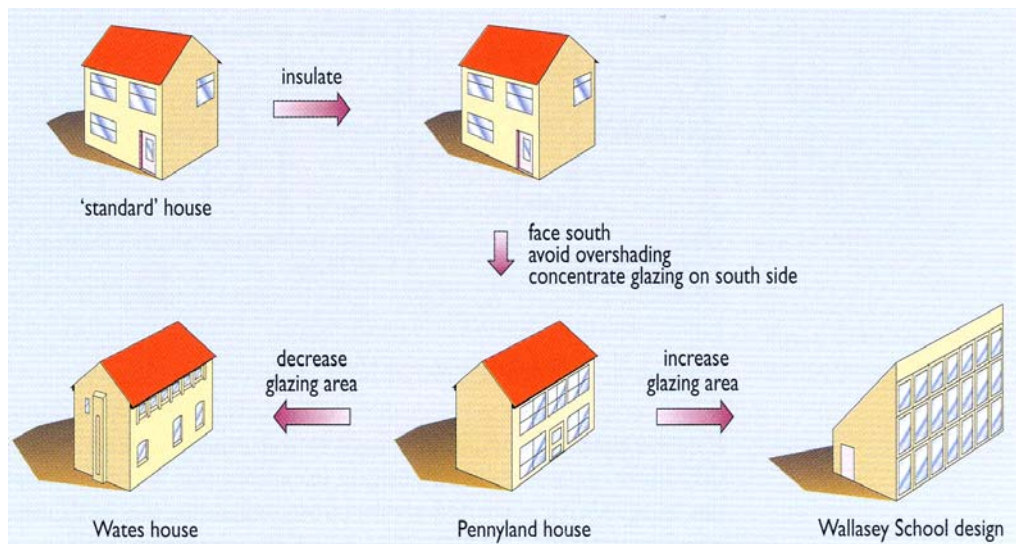 insulate
‘standard’ house
face south
avoid overshading
concentrate glazing on south side
decrease
glazing area
increase
glazing area
Wates house
Pennyland house
Wallasey School design